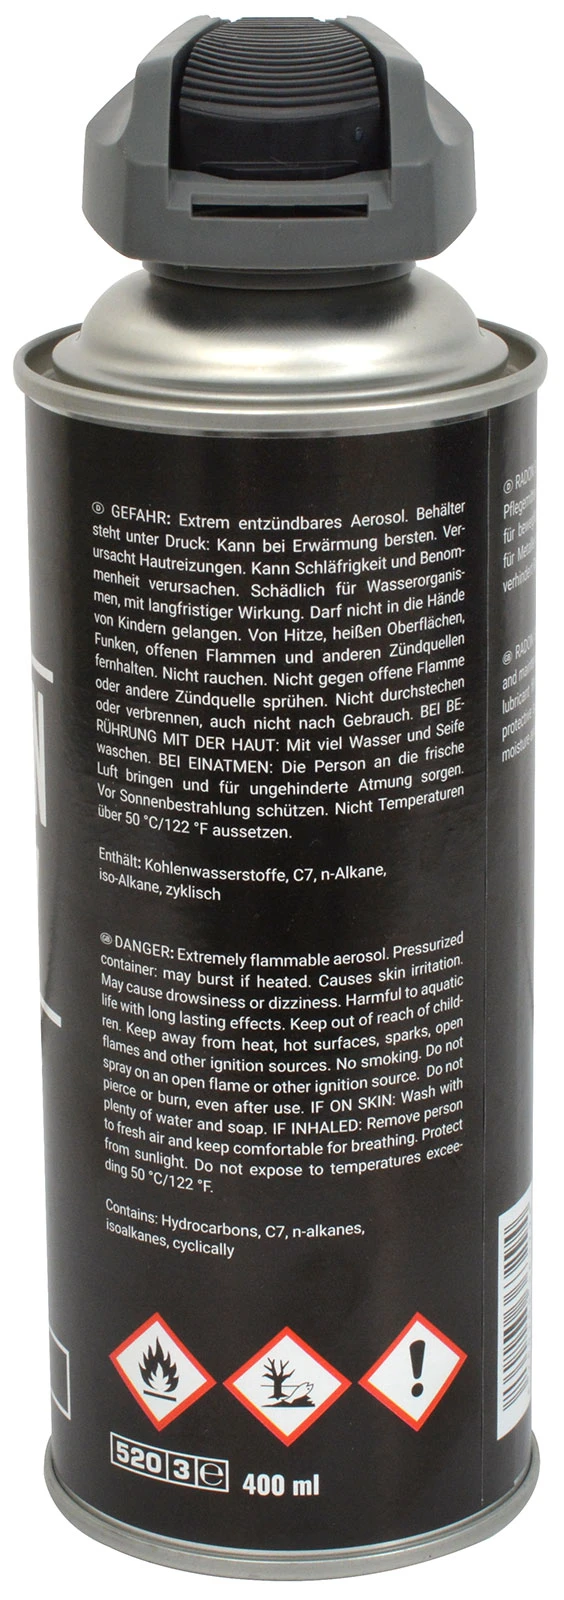 Ⓓ GEFAHR: Extrem entzündbares Aerosol. Behälter
steht unter Druck: Kann bei Erwärmung bersten. Ver-
ursacht Hautreizungen. Kann Schläfrigkeit und Benom-
menheit verursachen. Schädlich für Wasserorganis-
men, mit langfristiger Wirkung. Darf nicht in die Hände
von Kindern gelangen. Von Hitze, heißen Oberflächen,
Funken, offenen Flammen und anderen Zündquellen
fernhalten. Nicht rauchen. Nicht gegen offene Flamme
oder andere Zündquelle sprühen. Nicht durchstechen
oder verbrennen, auch nicht nach Gebrauch. BEI BE-
RÜHRUNG MIT DER HAUT: Mit viel Wasser und Seife
waschen. BEI EINATMEN: Die Person an die frische
Luft bringen und für ungehinderte Atmung sorgen.
Vor Sonnenbestrahlung schützen. Nicht Temperaturen
über 50 °C/122 °F aussetzen.
Enthält: Kohlenwasserstoffe, C7, n-Alkane,
iso-Alkane, zyklisch
GB DANGER: Extremely flammable aerosol. Pressurized
container: may burst if heated. Causes skin irritation.
May cause drowsiness or dizziness. Harmful to aquatic
life with long lasting effects. Keep out of reach of child-
ren. Keep away from heat, hot surfaces, sparks, open
flames and other ignition sources. No smoking. Do not
spray on an open flame or other ignition source. Do not
pierce or burn, even after use. IF ON SKIN: Wash with
plenty of water and soap. IF INHALED: Remove person
to fresh air and keep comfortable for breathing. Protect
from sunlight. Do not expose to temperatures excee-
ding 50 °C/122 °F.
Contains: Hydrocarbons, C7, n-alkanes,
isoalkanes, cyclically
520 3 ℮ 400 ml
Ⓓ RADON
für
für
GB RADON
and
lubricant